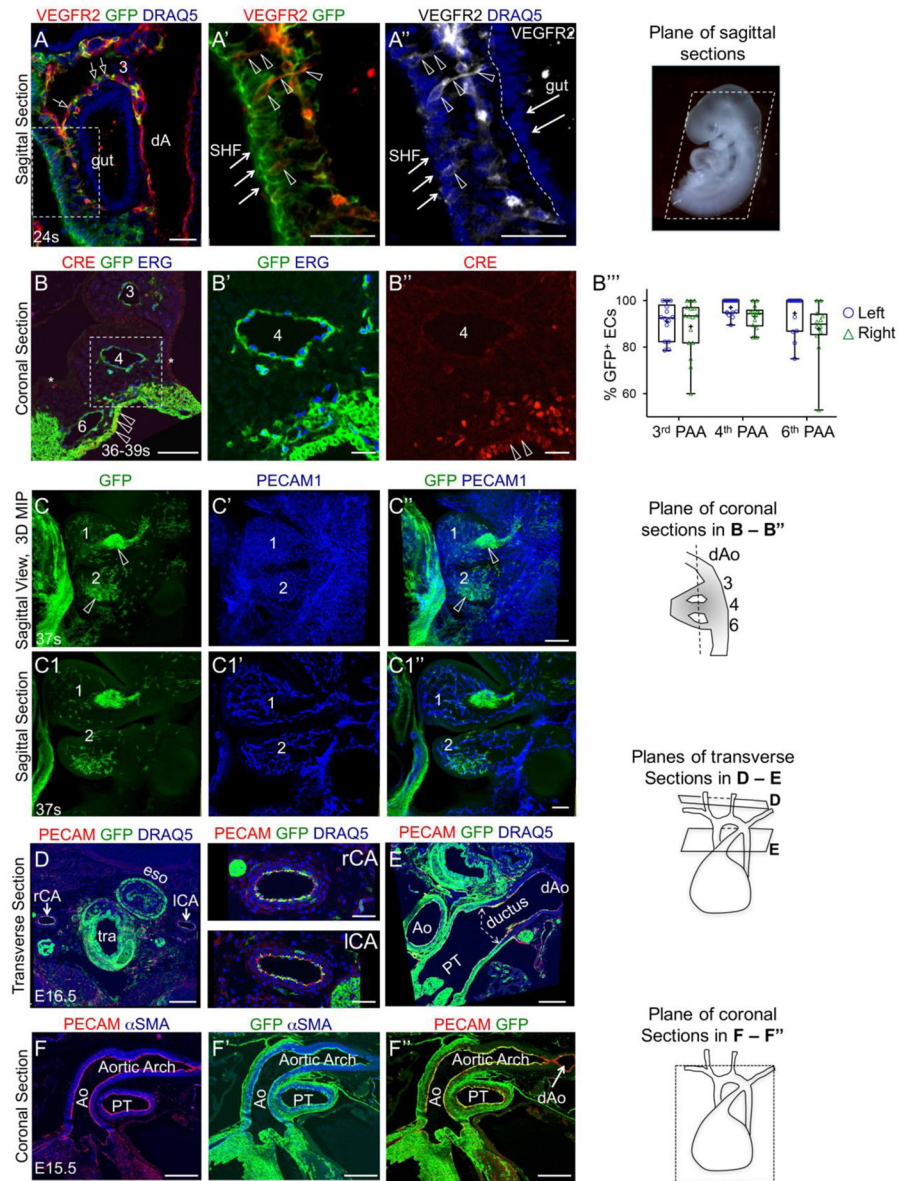 VEGFR2 GFP DRAQ5
VEGFR2 GFP
VEGFR2 DRAQ5
Sagittal Section
A
3
gut
dA
24s
A'
SHF
A''
VEGFR2
gut
SHF
Plane of sagittal
sections
CRE GFP ERG
GFP ERG
CRE
Coronal Section
B
3
4
*
*
6
36-39s
B'
4
B''
4
B'''
% GFP+ ECs
100
80
60
3rd PAA
4th PAA
6th PAA
Left
Right
GFP
PECAM1
GFP PECAM1
Sagittal View, 3D MIP
C
1
2
37s
C'
1
2
C''
1
2
Plane of coronal
sections in B – B''
dAo
3
4
6
Sagittal Section
C1
1
2
37s
C1'
1
2
C1''
1
2
PECAM GFP DRAQ5
PECAM GFP DRAQ5
PECAM GFP DRAQ5
Transverse Section
D
eso
rCA
lCA
tra
E16.5
rCA
lCA
E
dAo
ductus
Ao
PT
Planes of transverse
Sections in D – E
D
E
PECAM αSMA
GFP αSMA
PECAM GFP
Coronal Section
F
Aortic Arch
Ao
PT
E15.5
F'
Aortic Arch
Ao
PT
F''
Aortic Arch
Ao
PT
dAo
Plane of coronal
Sections in F – F''